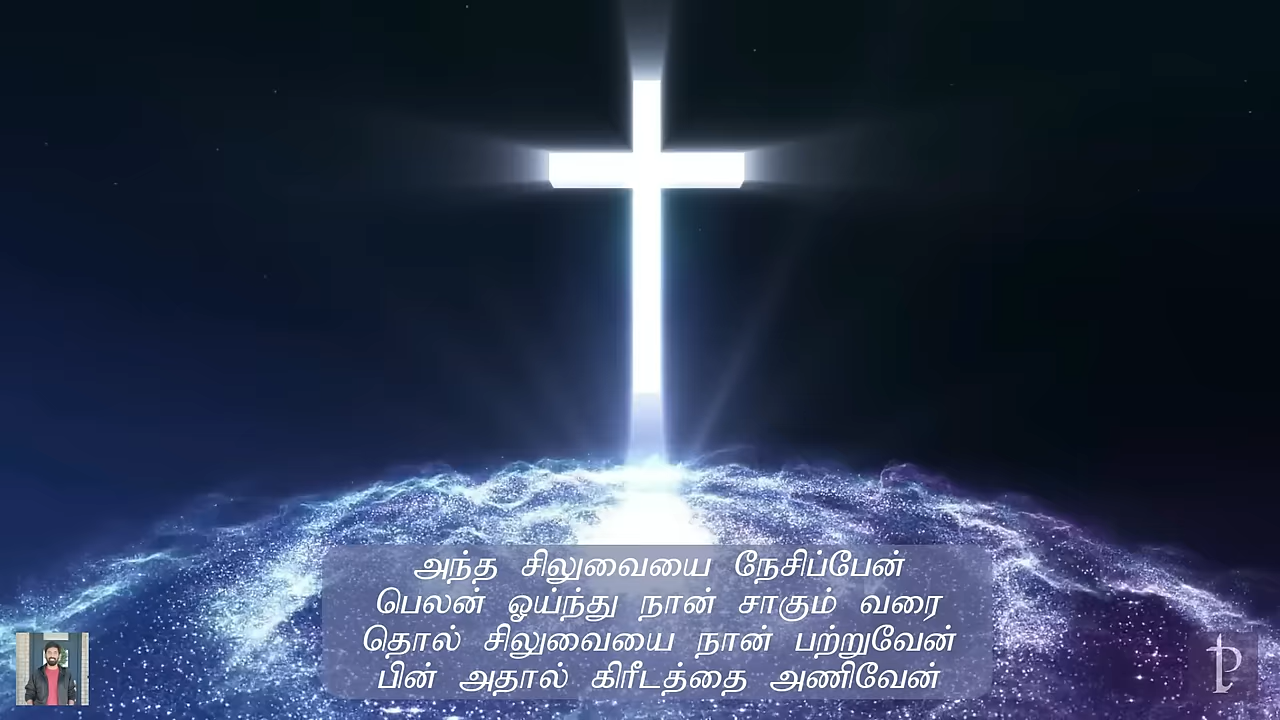 அந்த சிலுவையை நேசிப்பேன்
பெலன் ஓய்ந்து நான் சாகும் வரை
தொல் சிலுவையை நான் பற்றுவேன்
பின் அதால் கிரீடத்தை அணிவேன்